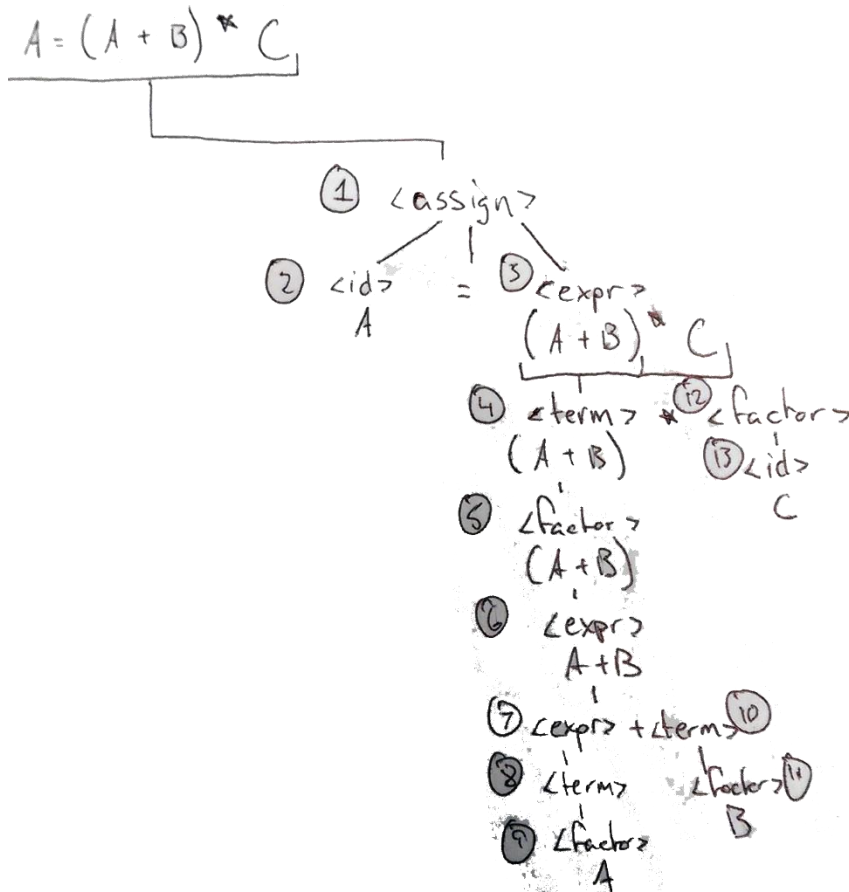 A = (A + B) * C
① <assign>
② <id> = ③ <expr>
A (A + B) * C
④ <term> * ⑫ <factor>
(A + B) ⑬ <id>
C
⑤ <factor>
(A + B)
⑥ <expr>
A + B
⑦ <expr> + <term> ⑩
⑧ <term> <factor> ⑪
B
⑨ <factor>
A